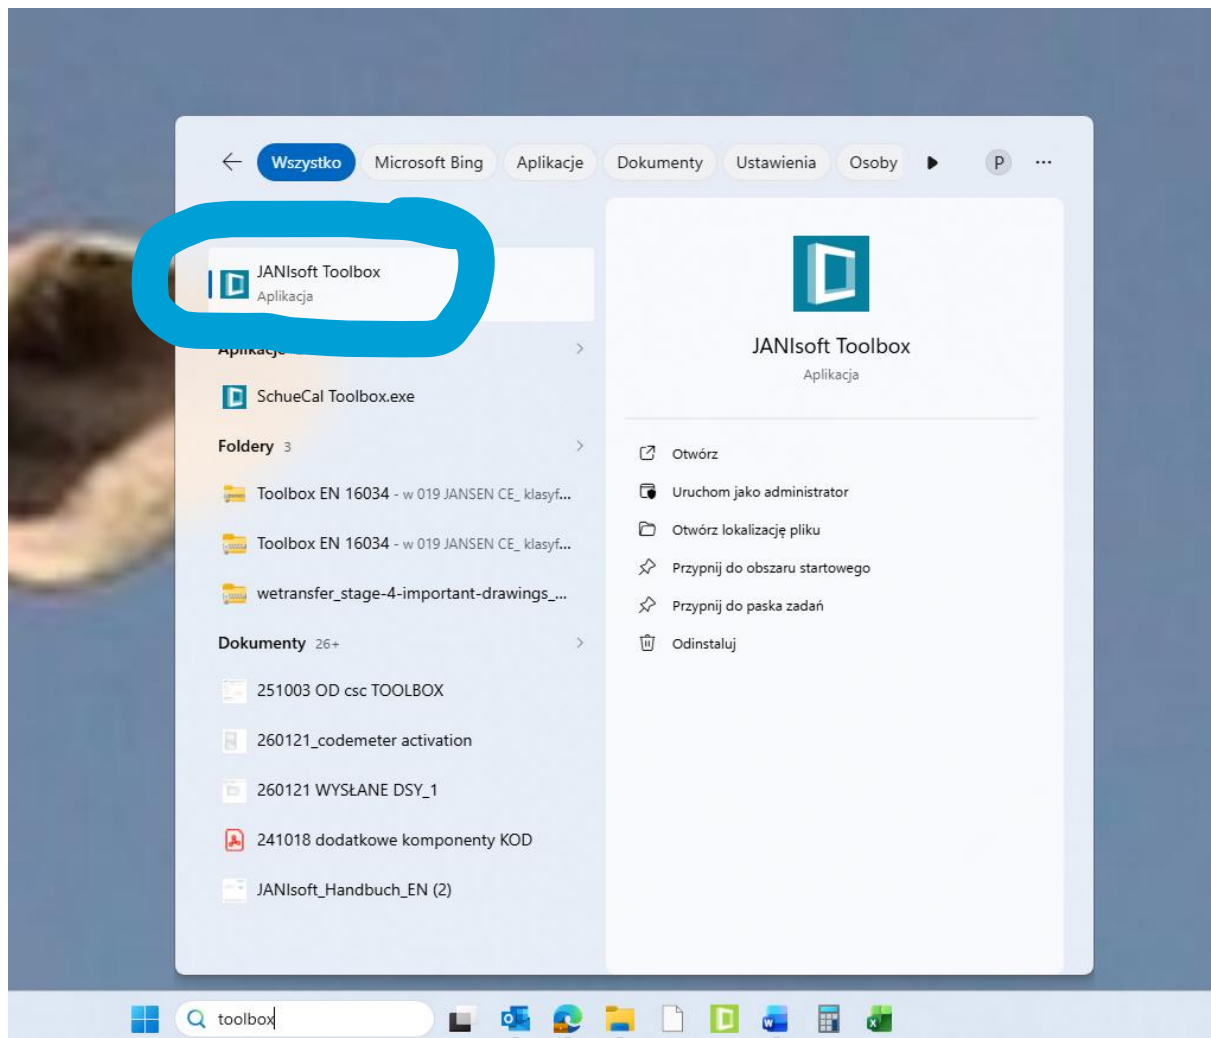 Wszystko Microsoft Bing Aplikacje Dokumenty Ustawienia Osoby P ...
JANIsoft Toolbox
Aplikacja
Aplikacje
SchueCal Toolbox.exe
Foldery 3
Toolbox EN 16034 - w 019 JANSEN CE_ klasyf...
Toolbox EN 16034 - w 019 JANSEN CE_ klasyf...
wetransfer_stage-4-important-drawings_...
Dokumenty 26+
251003 OD csc TOOLBOX
260121_codemeter activation
260121 WYSŁANE DSY_1
241018 dodatkowe komponenty KOD
JANIsoft_Handbuch_EN (2)
JANIsoft Toolbox
Aplikacja
Otwórz
Uruchom jako administrator
Otwórz lokalizację pliku
Przypnij do obszaru startowego
Przypnij do paska zadań
Odinstaluj
toolbox